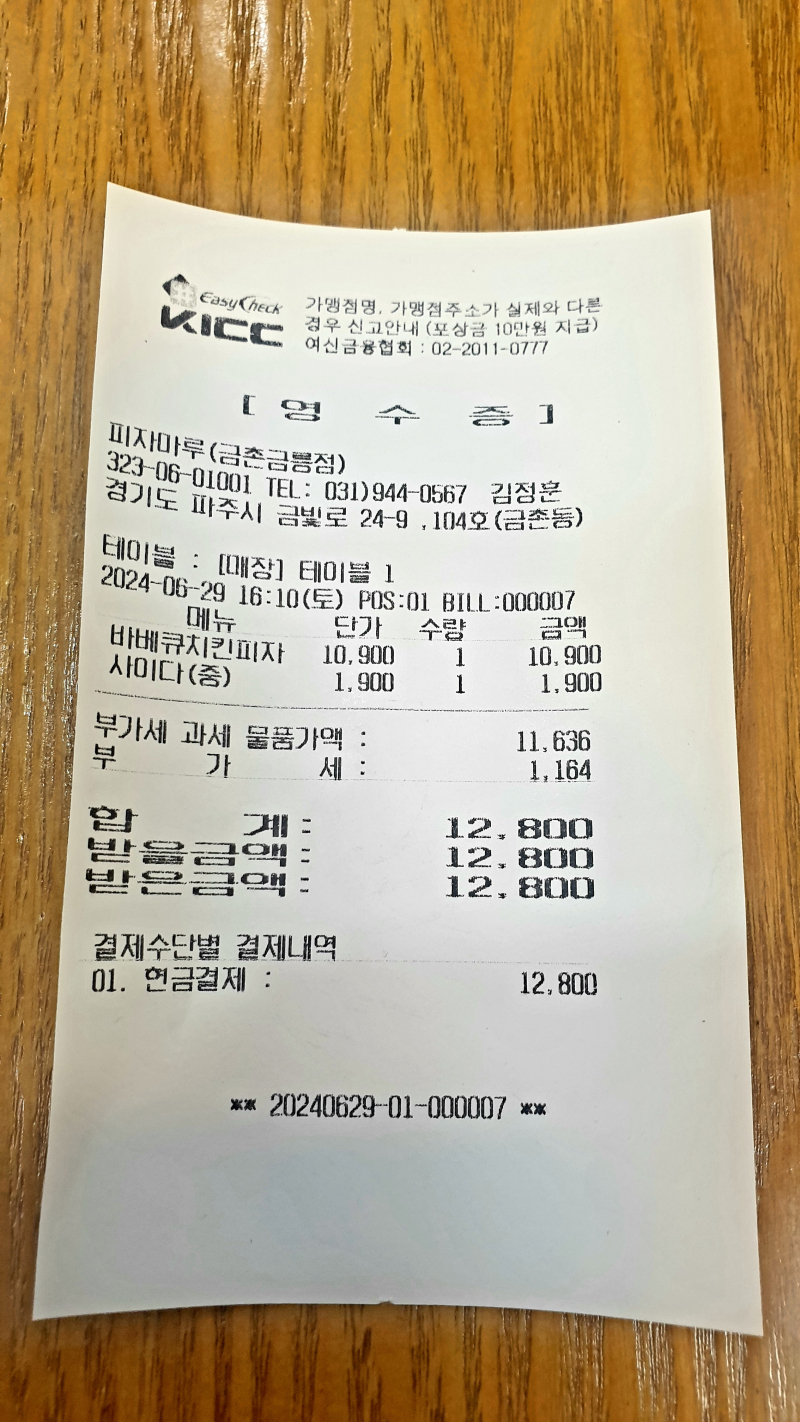 EasyCheck
KICC
가맹점명, 가맹점주소가 실제와 다른
경우 신고안내 (포상금 10만원 지급)
여신금융협회 : 02-2011-0777
[ 영 수 증 ]
피자마루(금촌금릉점)
323-06-01001 TEL: 031)944-0567 김정훈
경기도 파주시 금빛로 24-9 ,104호(금촌동)
테이블 : [매장] 테이블 1
2024-06-29 16:10(토) POS:01 BILL:000007
메뉴 단가 수량 금액
바베큐치킨피자 10,900 1 10,900
사이다(중) 1,900 1 1,900
부가세 과세 물품가액 : 11,636
부 가 세 : 1,164
합 계 : 12,800
받을금액 : 12,800
받은금액 : 12,800
결제수단별 결제내역
01. 현금결제 : 12,800
** 20240629-01-000007 **